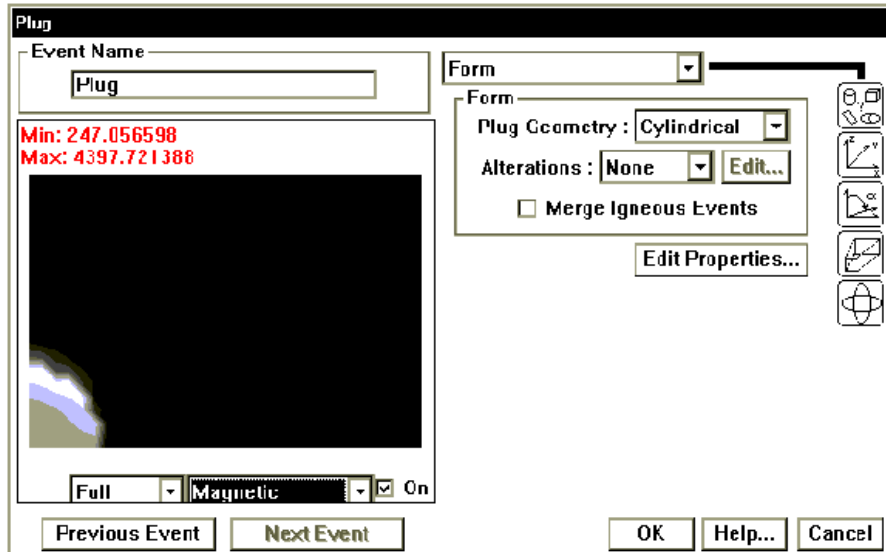 Plug
Event Name
Plug
Min: 247.056598
Max: 4397.721388
Full
Magnetic
On
Form
Form
Plug Geometry : Cylindrical
Alterations : None Edit...
Merge Igneous Events
Edit Properties...
Z Y X
α
Previous Event Next Event OK Help... Cancel